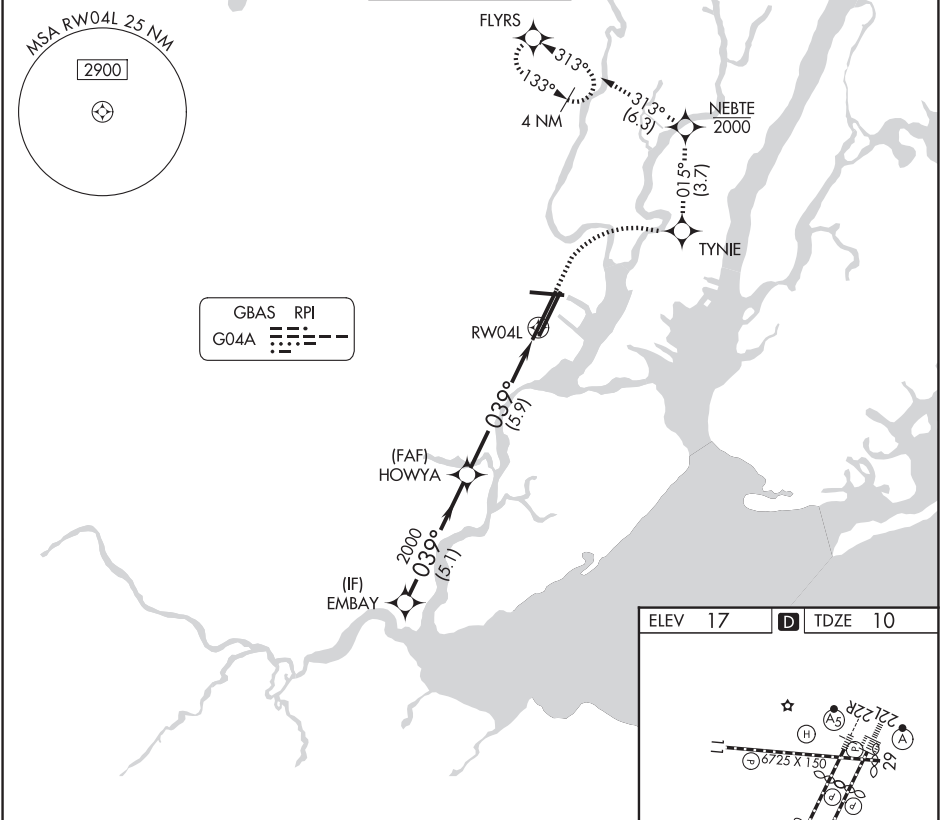 MSA RW04L 25 NM
2900
FLYRS
313°
133°
4 NM
313°
(6.3)
NEBTE
2000
015°
(3.7)
TYNIE
GBAS RPI
G04A
RW04L
039°
(5.9)
(FAF)
HOWYA
2000
039°
(5.1)
(IF)
EMBAY
ELEV 17 D TDZE 10
A5
22R
22L
A
H
11
P
6725 X 150
P
29
P
P